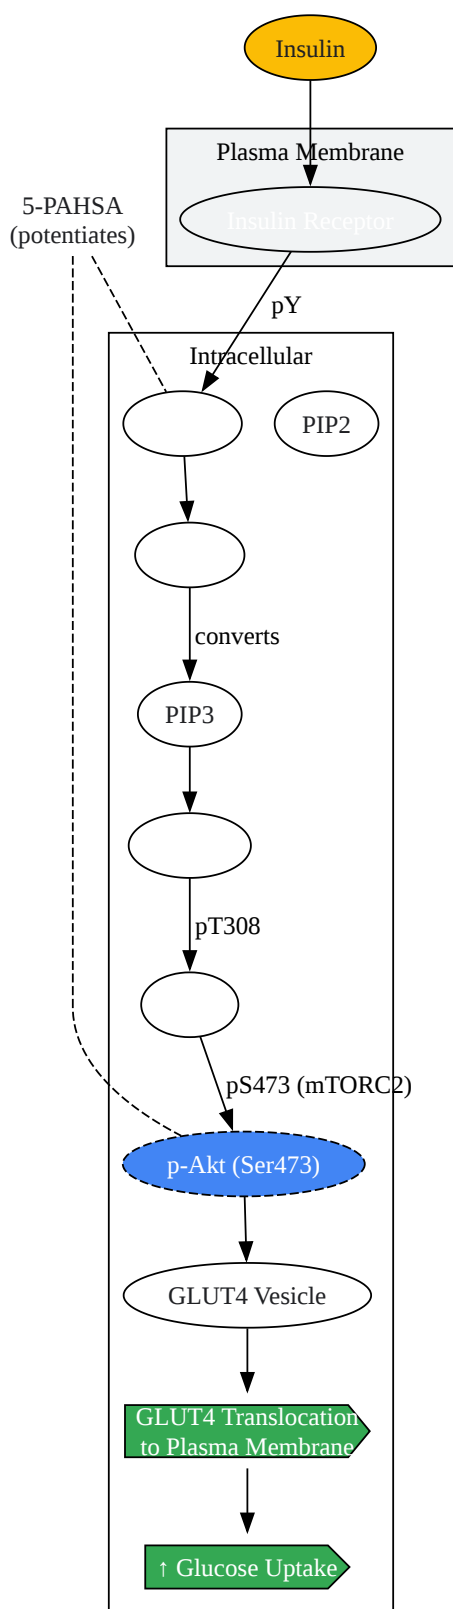 Insulin
Plasma Membrane
Insulin Receptor
5-PAHSA
(potentiates)
pY
Intracellular
PIP2
converts
PIP3
pT308
pS473 (mTORC2)
p-Akt (Ser473)
GLUT4 Vesicle
GLUT4 Translocation
to Plasma Membrane
↑ Glucose Uptake